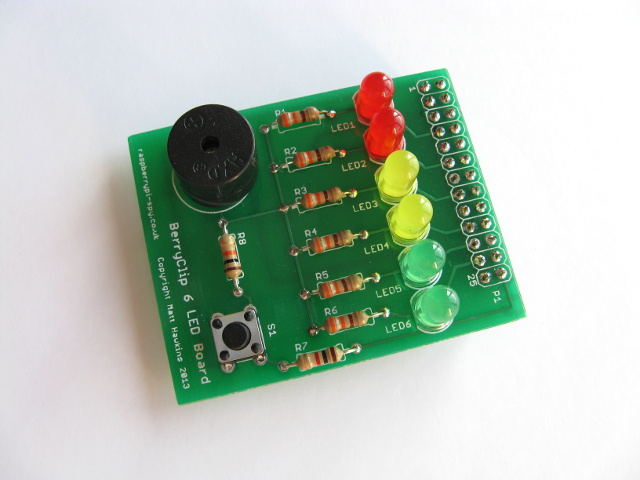 raspberrypi-spy.co.uk
BerryClip 6 LED Board
Copyright Matt Hawkins 2013
R1
LED1
R2
LED2
R3
LED3
R4
LED4
R5
LED5
R6
LED6
R7
R8
S1
1
25
P1